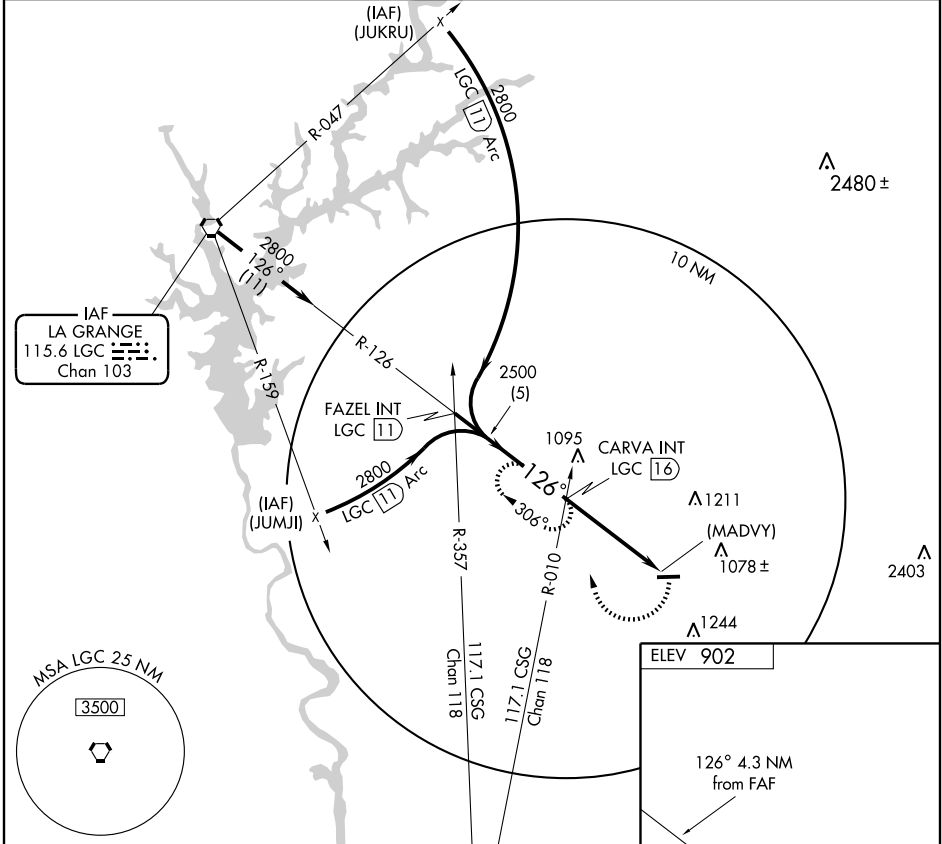 (IAF)
(JUKRU)
LGC 11 Arc
2800
R-047
2480 ±
10 NM
2800
126°
(11)
IAF
LA GRANGE
115.6 LGC
Chan 103
R-159
R-126
FAZEL INT
LGC 11
2500
(5)
1095
CARVA INT
LGC 16
126°
306°
2800
LGC 11 Arc
(IAF)
(JUMJI)
1211
(MADVY)
1078 ±
2403
R-357
R-010
1244
117.1 CSG
Chan 118
117.1 CSG
Chan 118
MSA LGC 25 NM
3500
ELEV 902
126° 4.3 NM
from FAF